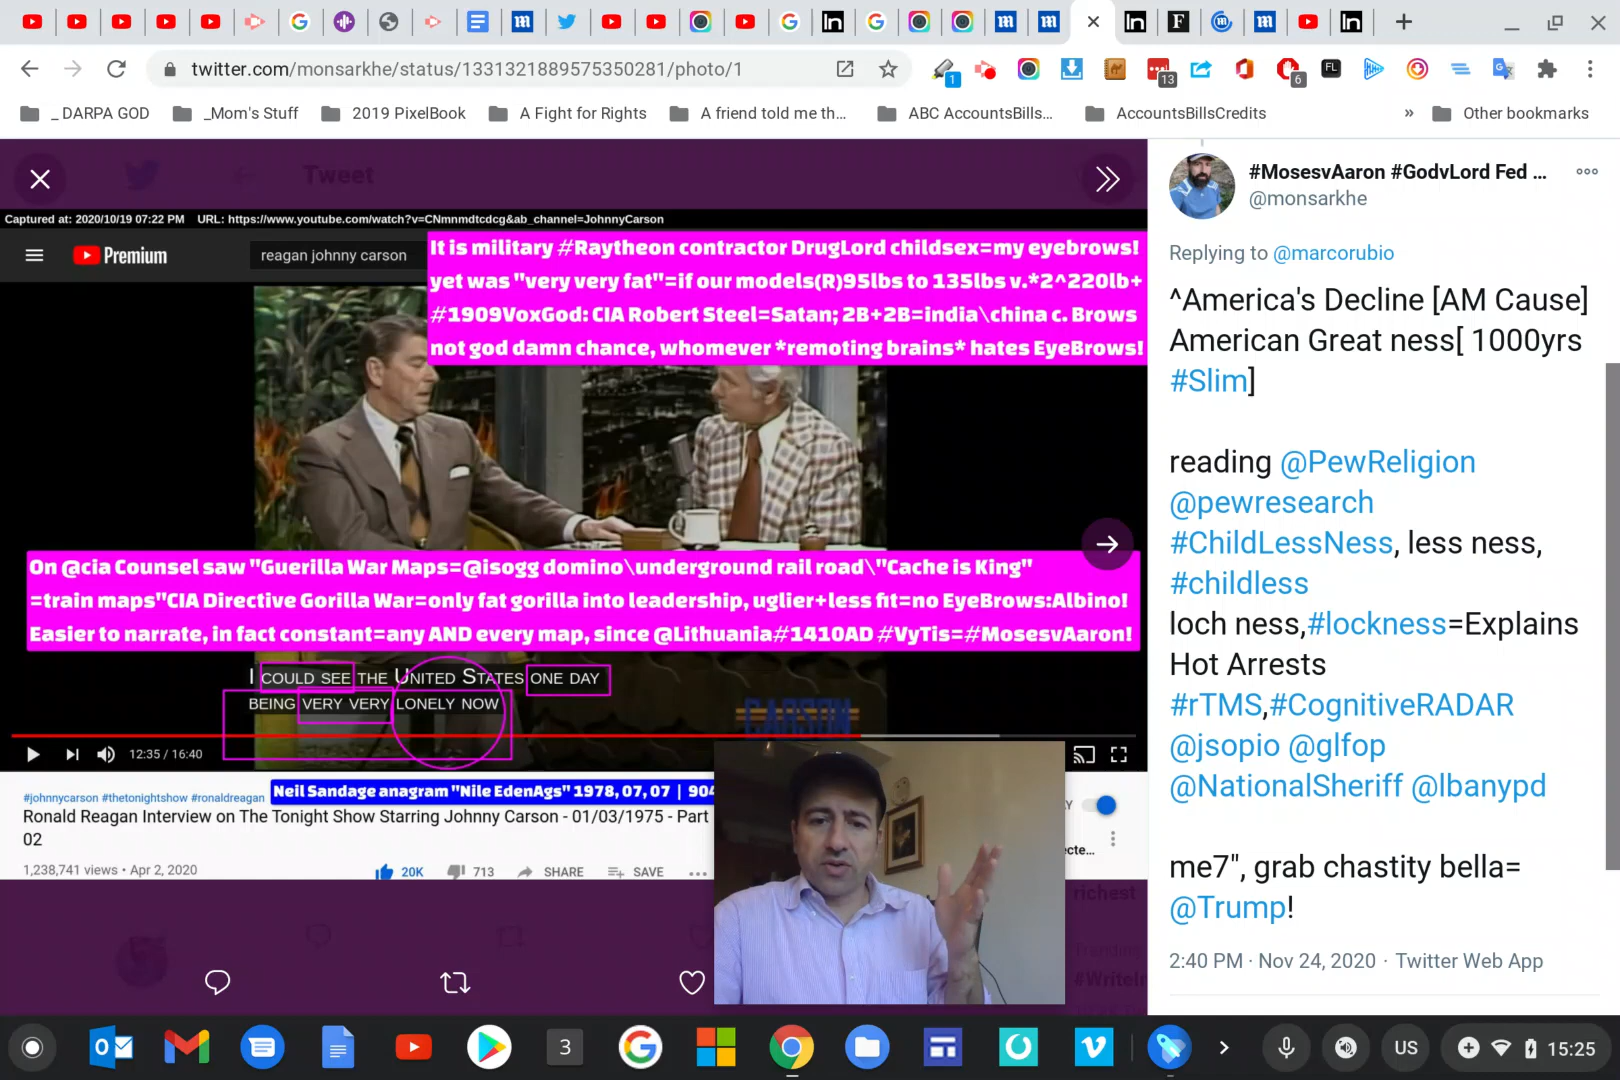 twitter.com/monsarkhe/status/1331321889575350281/photo/1
1
13
6
FL
_ DARPA GOD
_Mom's Stuff
2019 PixelBook
A Fight for Rights
A friend told me th...
ABC AccountsBills...
AccountsBillsCredits
»
Other bookmarks
Tweet
Captured at: 2020/10/19 07:22 PM URL: https://www.youtube.com/watch?v=CNmnmdtcdcg&ab_channel=JohnnyCarson
Premium
reagan johnny carson
It is military #Raytheon contractor DrugLord childsex=my eyebrows!
yet was "very very fat"=if our models(R)95lbs to 135lbs v.*2^220lb+
#1909VoxGod: CIA Robert Steel=Satan; 2B+2B=india\china c. Brows
not god damn chance, whomever *remoting brains* hates EyeBrows!
On @cia Counsel saw "Guerilla War Maps=@isogg domino\underground rail road\"Cache is King"
=train maps"CIA Directive Gorilla War=only fat gorilla into leadership, uglier+less fit=no EyeBrows:Albino!
Easier to narrate, in fact constant=any AND every map, since @Lithuania#1410AD #VyTis=#MosesvAaron!
I COULD SEE THE UNITED STATES ONE DAY
BEING VERY VERY LONELY NOW
CARSON
12:35 / 16:40
#johnnycarson #thetonightshow #ronaldreagan
Neil Sandage anagram "Nile EdenAgs" 1978, 07, 07 | 904
Ronald Reagan Interview on The Tonight Show Starring Johnny Carson - 01/03/1975 - Part
02
1,238,741 views • Apr 2, 2020
20K
713
SHARE
SAVE
Y
cte...
richest
#WriteIn
#MosesvAaron #GodvLord Fed ...
@monsarkhe
Replying to @marcorubio
^America's Decline [AM Cause]
American Great ness[ 1000yrs
#Slim]
reading @PewReligion
@pewresearch
#ChildLessNess, less ness,
#childless
loch ness,#lockness=Explains
Hot Arrests
#rTMS,#CognitiveRADAR
@jsopio @glfop
@NationalSheriff @lbanypd
me7", grab chastity bella=
@Trump!
2:40 PM · Nov 24, 2020 · Twitter Web App
3
US
15:25